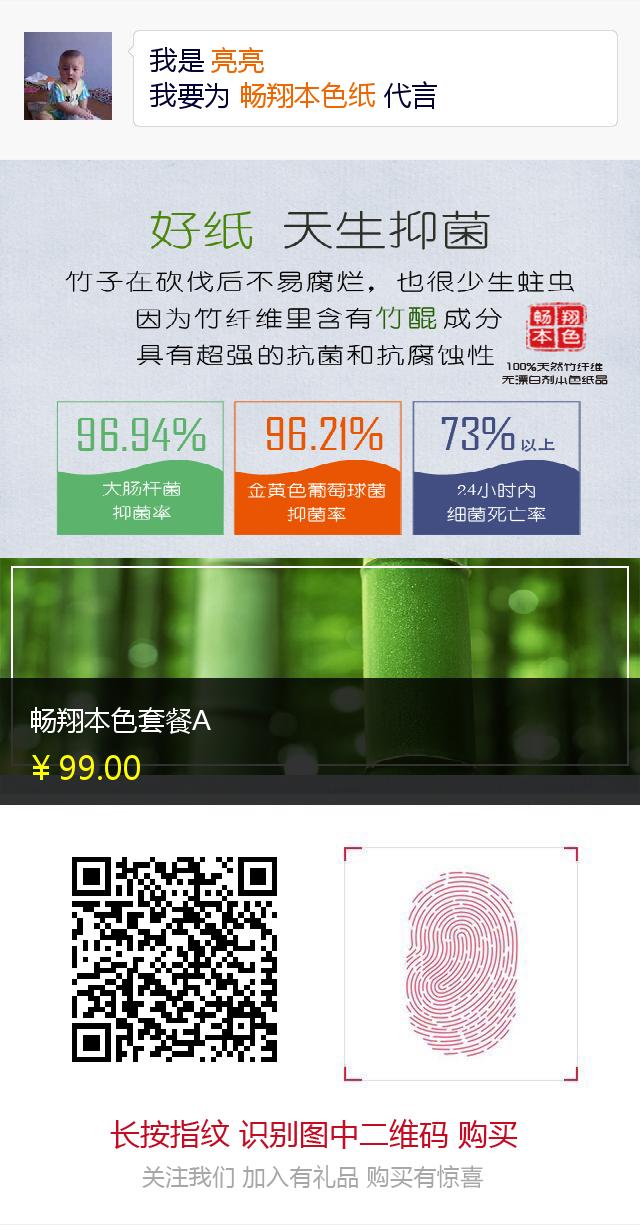 我是 亮亮
我要为 畅翔本色纸 代言
好纸 天生抑菌
竹子在砍伐后不易腐烂，也很少生蛀虫
因为竹纤维里含有竹醌成分
具有超强的抗菌和抗腐蚀性
畅翔
本色
100%天然竹纤维
无漂白剂本色纸品
96.94%
大肠杆菌
抑菌率
96.21%
金黄色葡萄球菌
抑菌率
73%以上
24小时内
细菌死亡率
畅翔本色套餐A
¥ 99.00
长按指纹 识别图中二维码 购买
关注我们 加入有礼品 购买有惊喜